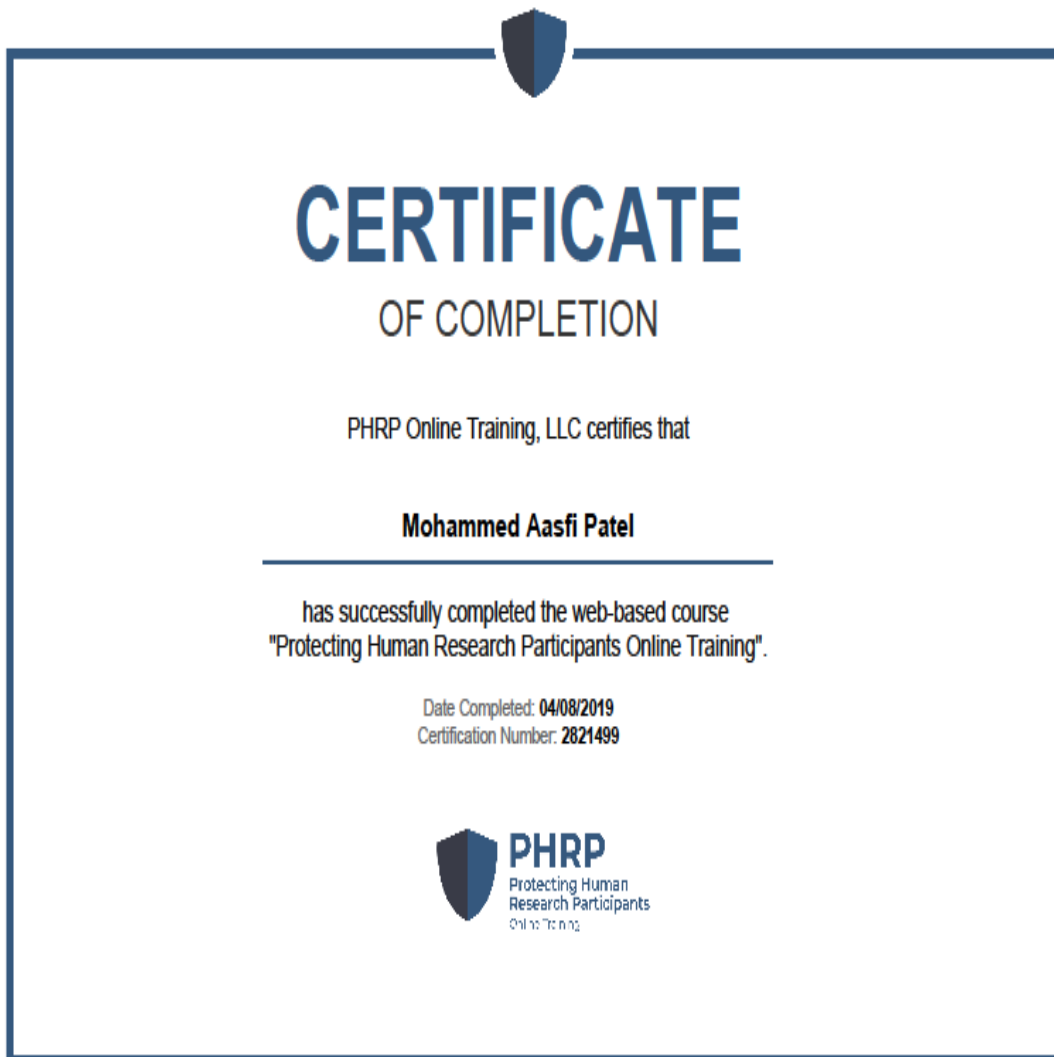 CERTIFICATE
OF COMPLETION
PHRP Online Training, LLC certifies that
Mohammed Aasfi Patel
has successfully completed the web-based course
"Protecting Human Research Participants Online Training".
Date Completed: 04/08/2019
Certification Number: 2821499
PHRP
Protecting Human
Research Participants
Online Training